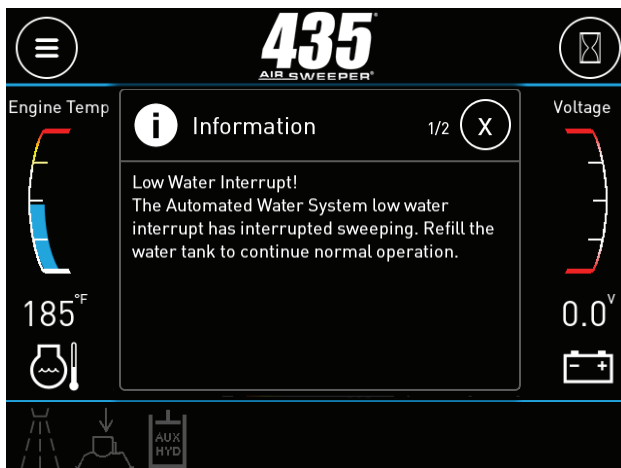 435
AIR SWEEPER®
Engine Temp
Voltage
i Information 1/2 X
Low Water Interrupt!
The Automated Water System low water
interrupt has interrupted sweeping. Refill the
water tank to continue normal operation.
185°F
0.0V
- +
AUX
HYD